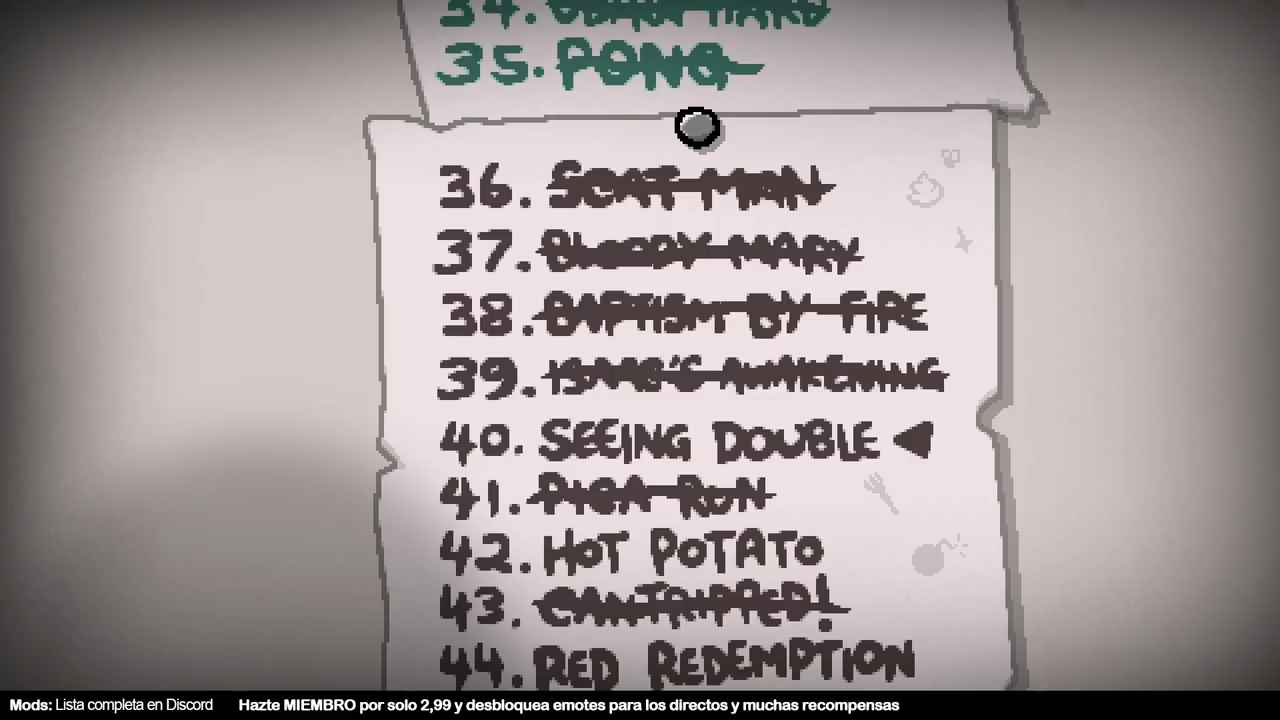 35. PONG
36. SCAT MAN
37. BLOODY MARY
38. BAPTISM BY FIRE
39. ISAAC'S AWAKENING
40. SEEING DOUBLE
41. PICA RUN
42. HOT POTATO
43. CANTRIPPED!
44. RED REDEMPTION
Mods: Lista completa en Discord Hazte MIEMBRO por solo 2,99 y desbloquea emotes para los directos y muchas recompensas